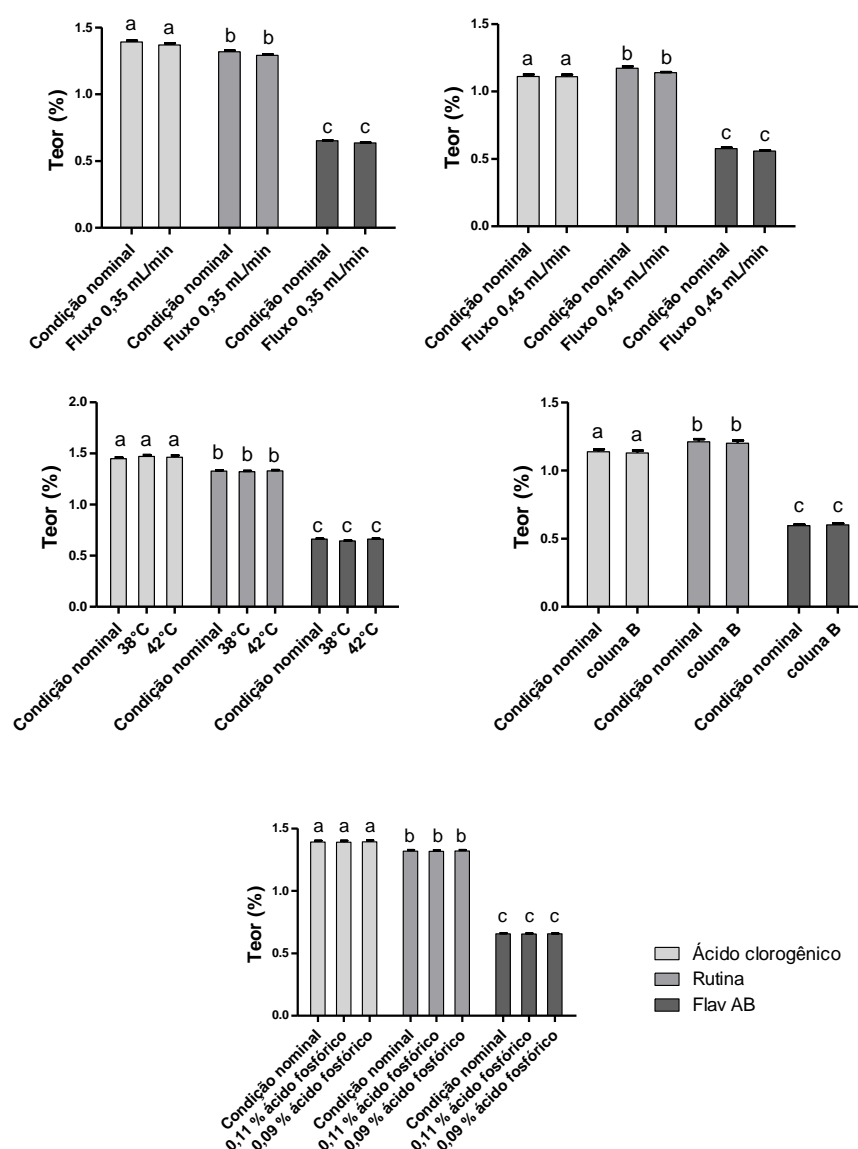 a a b b c c
1.5
1.0
0.5
0.0
Teor (%)
Condição nominal
Fluxo 0,35 mL/min
Condição nominal
Fluxo 0,35 mL/min
Condição nominal
Fluxo 0,35 mL/min
a a b b c c
1.5
1.0
0.5
0.0
Teor (%)
Condição nominal
Fluxo 0,45 mL/min
Condição nominal
Fluxo 0,45 mL/min
Condição nominal
Fluxo 0,45 mL/min
a a a b b b c c c
2.0
1.5
1.0
0.5
0.0
Teor (%)
Condição nominal
38°C
42°C
Condição nominal
38°C
42°C
Condição nominal
38°C
42°C
a a b b c c
1.5
1.0
0.5
0.0
Teor (%)
Condição nominal
coluna B
Condição nominal
coluna B
Condição nominal
coluna B
a a a b b b c c c
1.5
1.0
0.5
0.0
Teor (%)
Condição nominal
0,11 % ácido fosfórico
0,09 % ácido fosfórico
Condição nominal
0,11 % ácido fosfórico
0,09 % ácido fosfórico
Condição nominal
0,11 % ácido fosfórico
0,09 % ácido fosfórico
Ácido clorogênico
Rutina
Flav AB